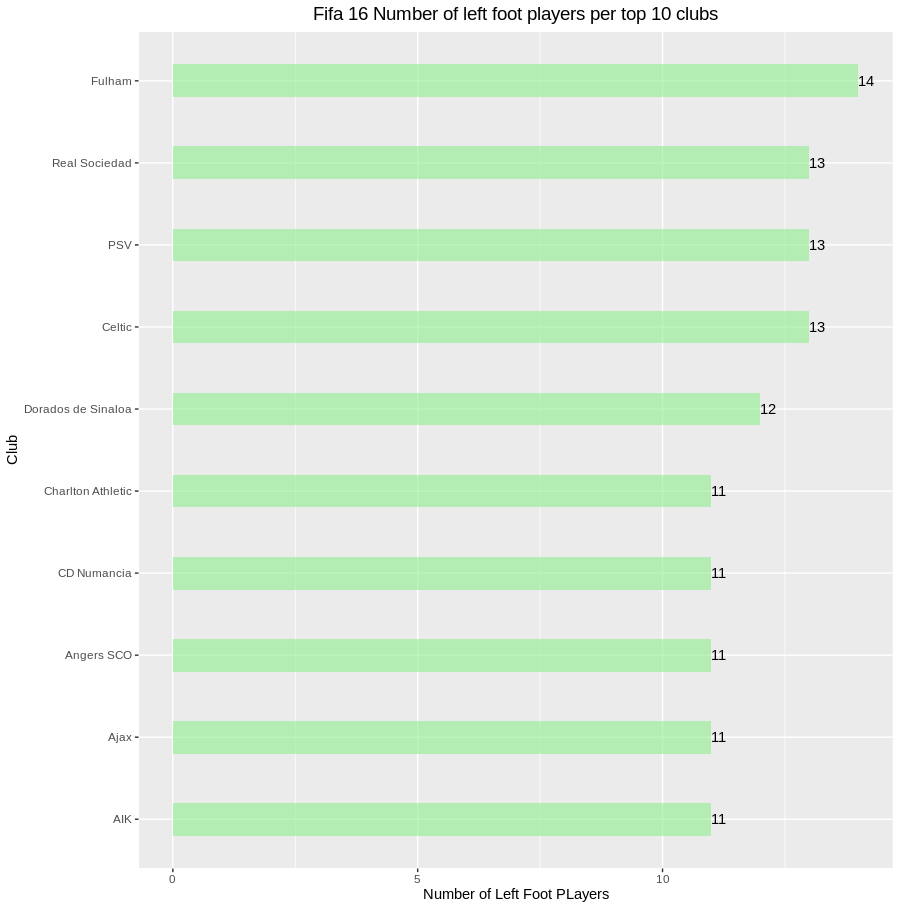 Fifa 16 Number of left foot players per top 10 clubs
Fulham 14
Real Sociedad 13
PSV 13
Celtic 13
Dorados de Sinaloa 12
Charlton Athletic 11
CD Numancia 11
Angers SCO 11
Ajax 11
AIK 11
Club
0 5 10
Number of Left Foot PLayers